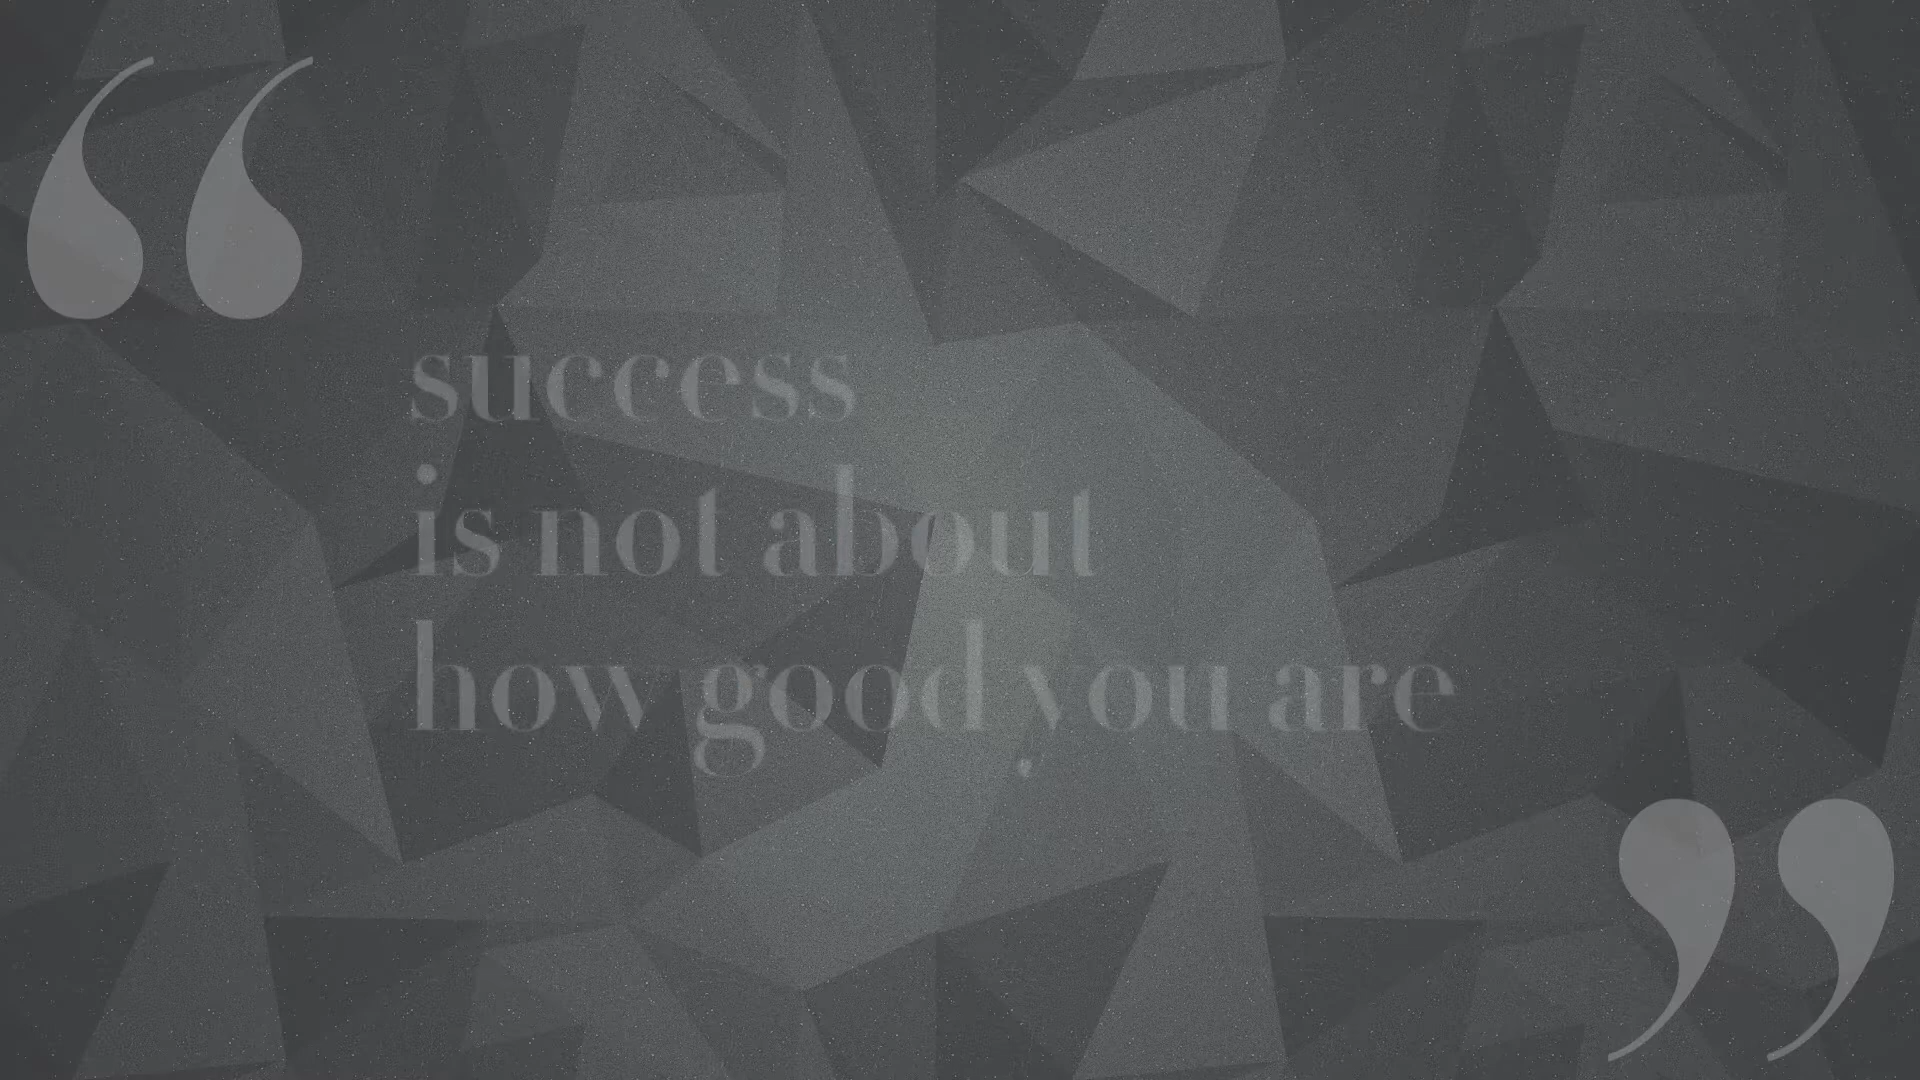 “
success
is not about
how good you are
”